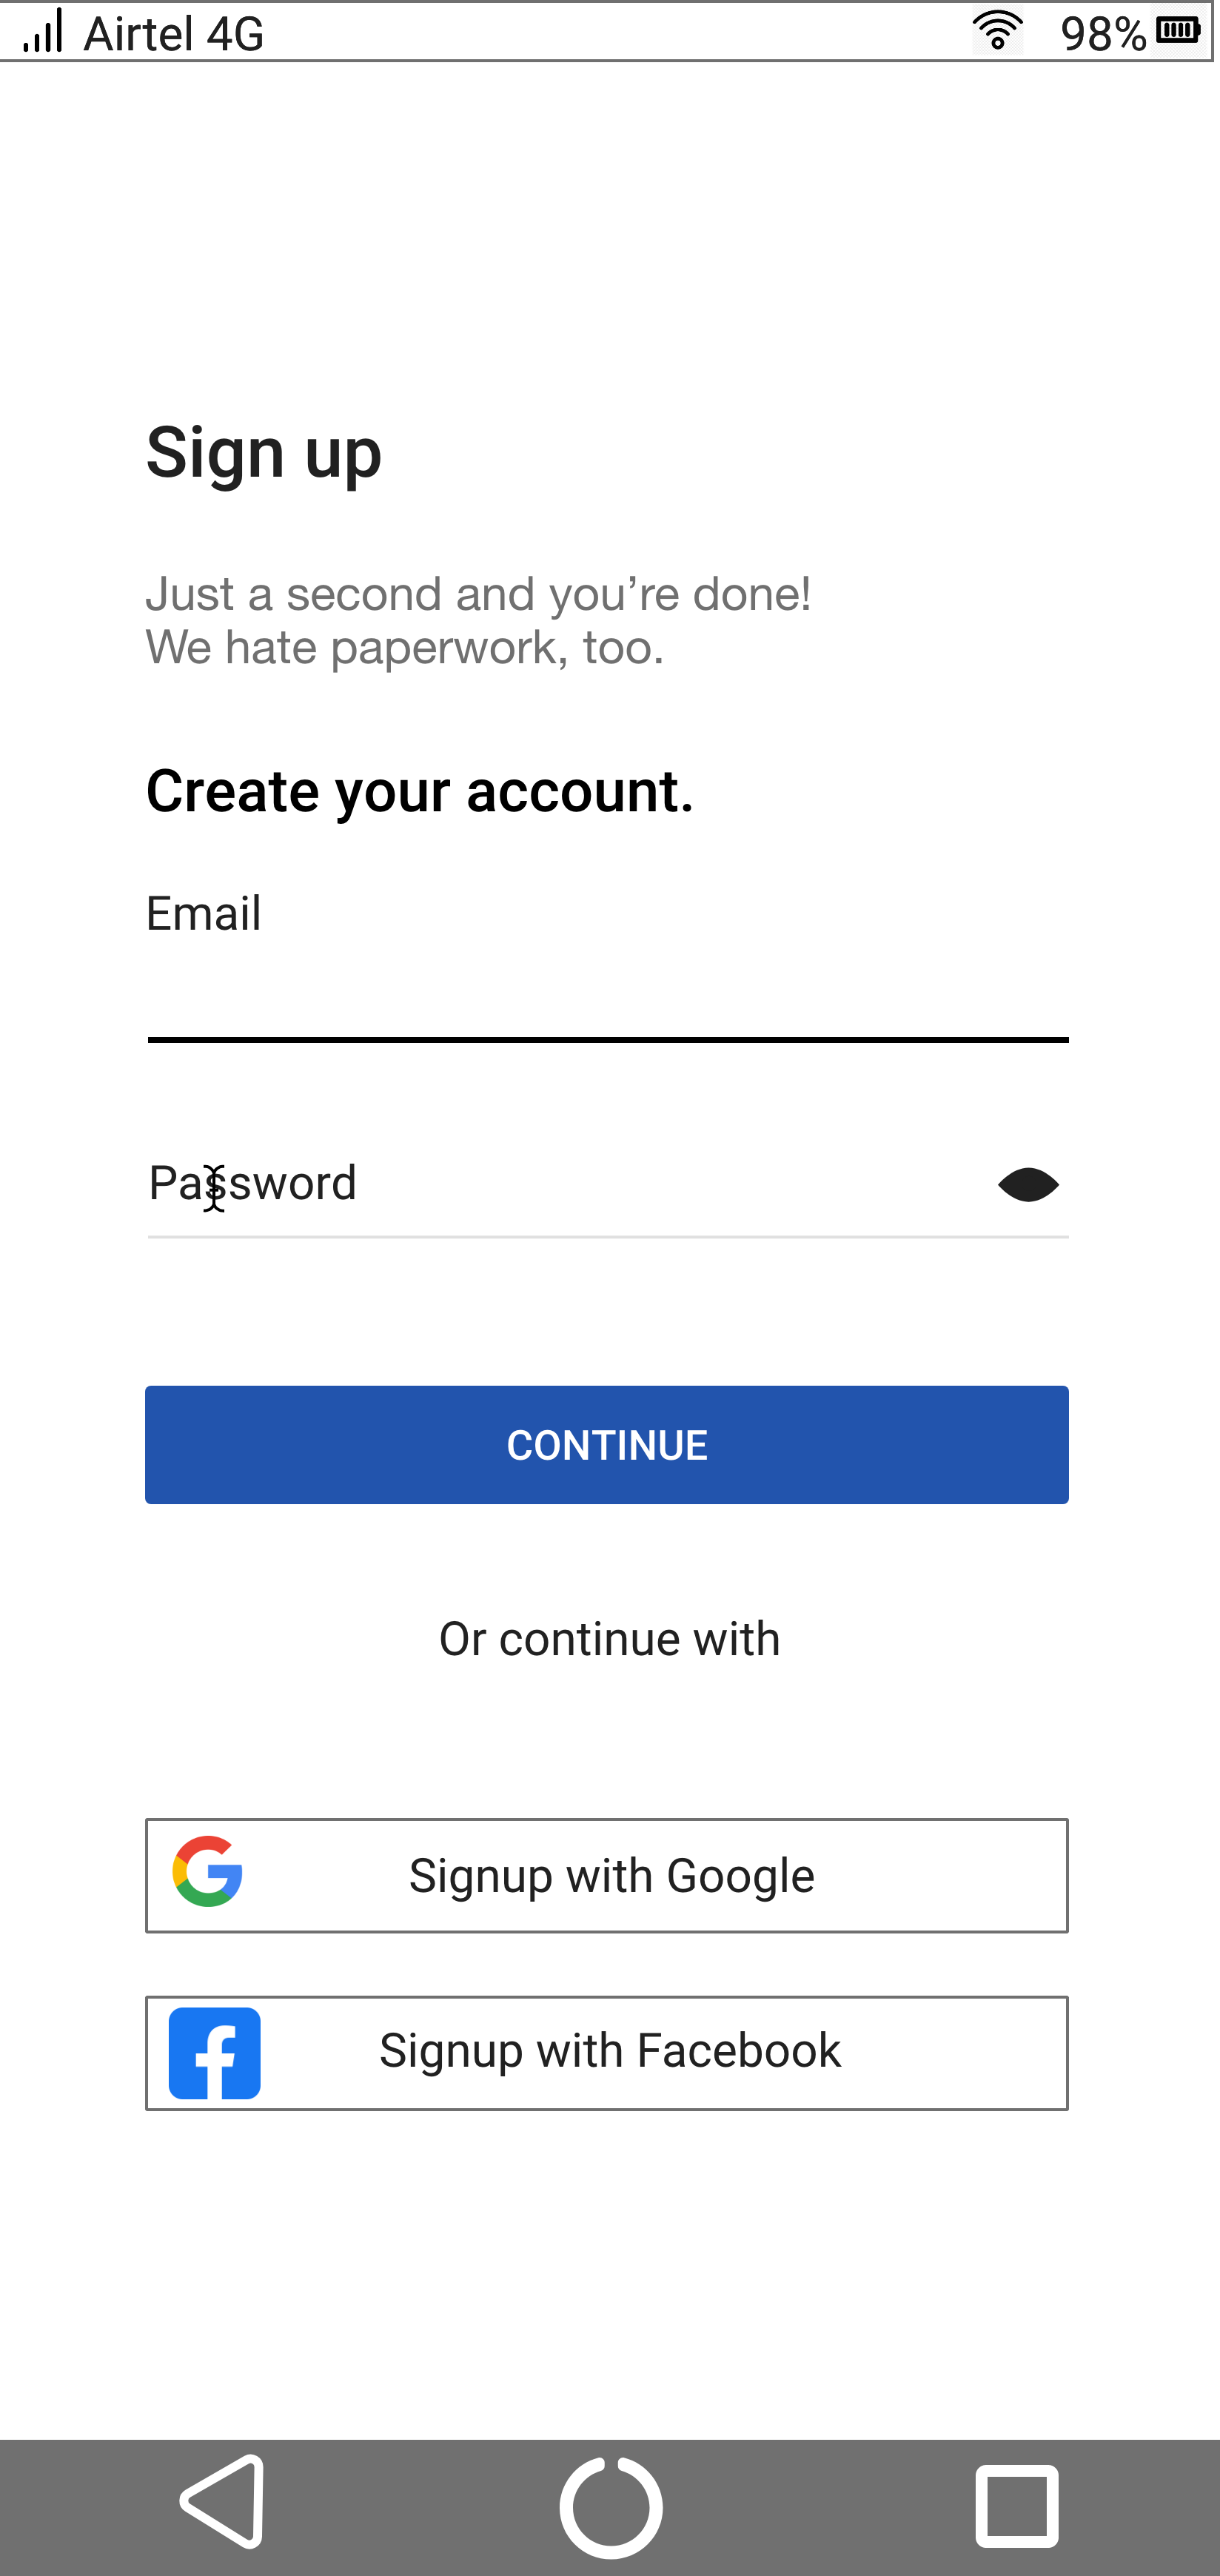 Airtel 4G 98%
Sign up
Just a second and you’re done!
We hate paperwork, too.
Create your account.
Email
Password
CONTINUE
Or continue with
Signup with Google
Signup with Facebook